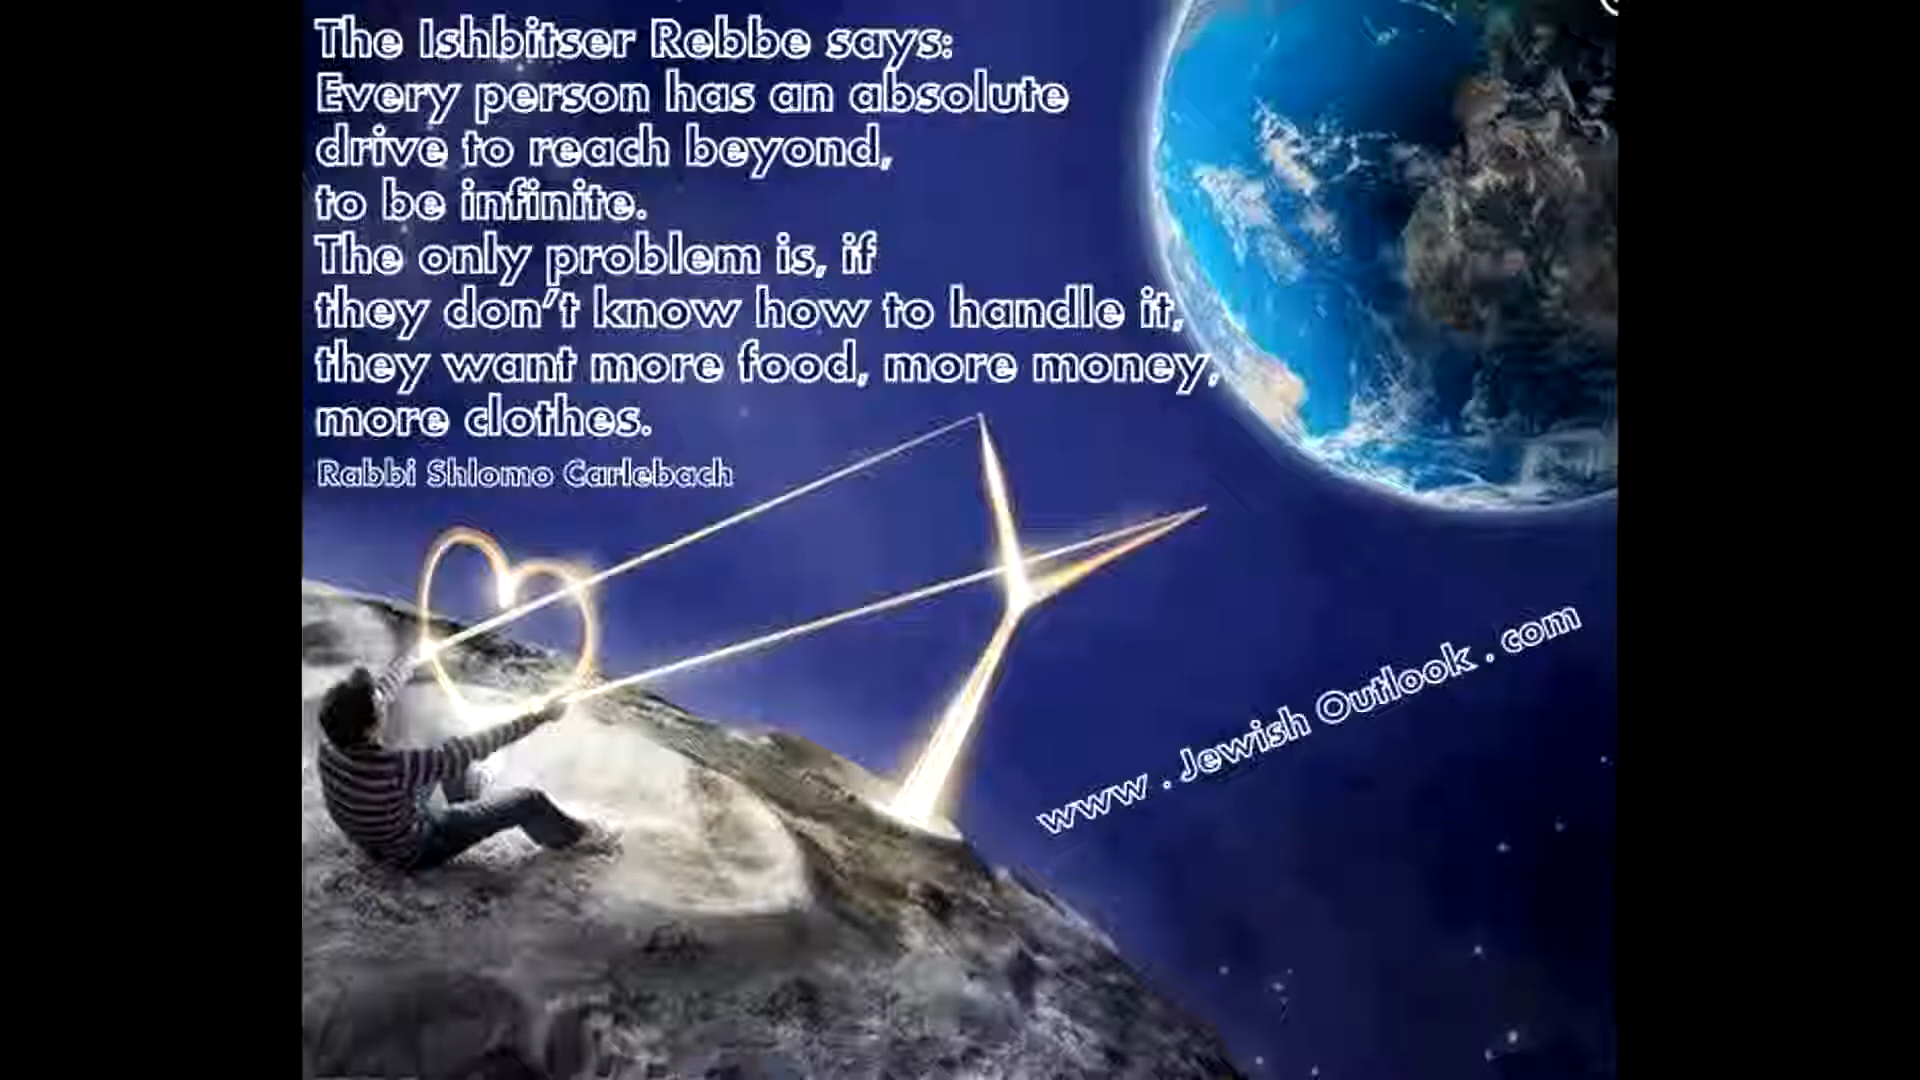 The Ishbitser Rebbe says:
Every person has an absolute
drive to reach beyond,
to be infinite.
The only problem is, if
they don't know how to handle it,
they want more food, more money,
more clothes.
Rabbi Shlomo Carlebach
www . Jewish Outlook . com